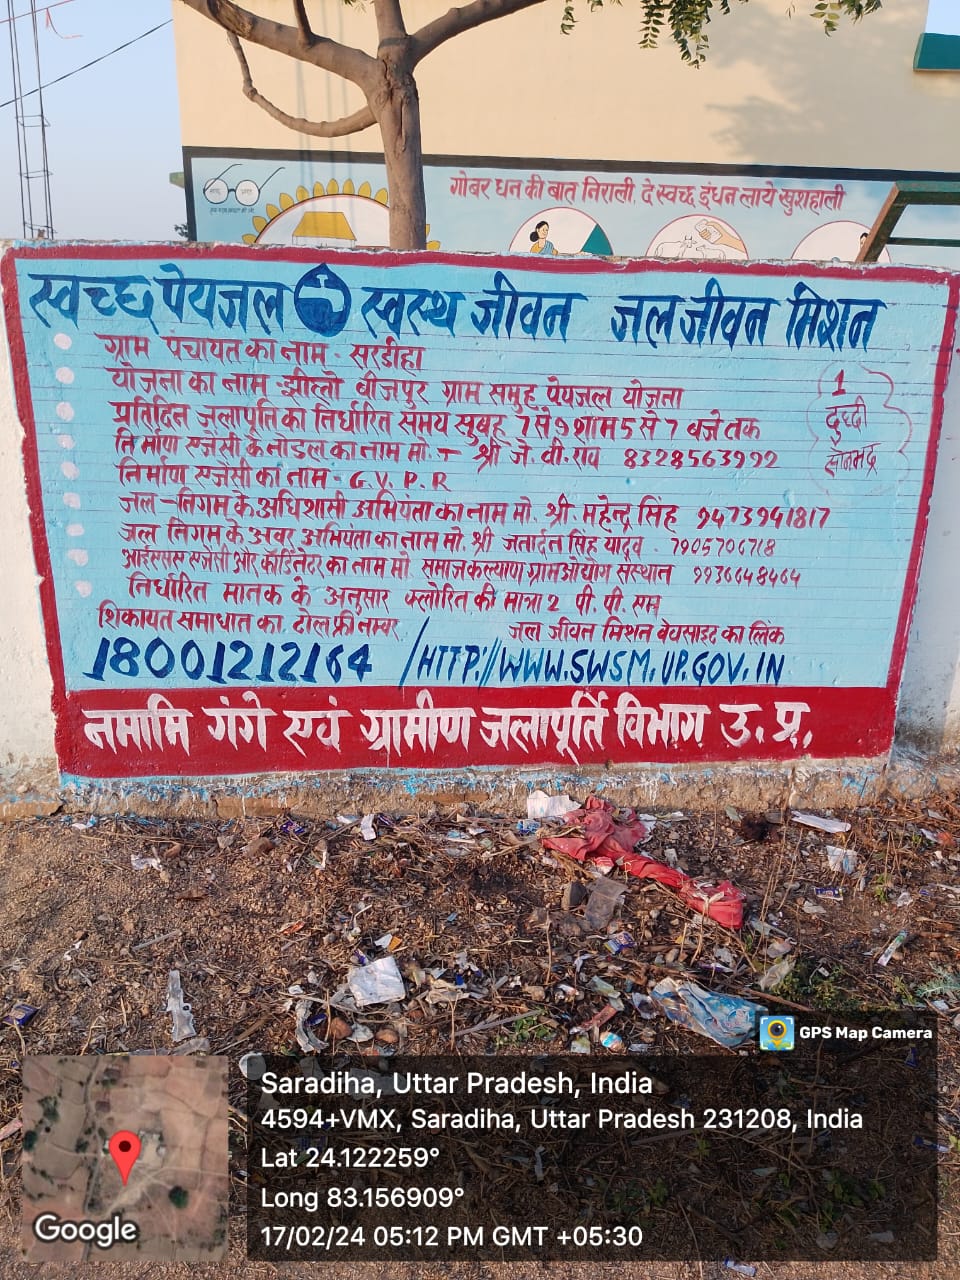 गोबर धन की बात निराली, दे स्वच्छ इंधन लाये खुशहाली
स्वच्छ पेयजल स्वस्थ जीवन जल जीवन मिशन
ग्राम पंचायत का नाम - सरडीहा
योजना का नाम - झीलो बीजपुर ग्राम समुह पेयजल योजना
प्रतिदिन जलापूर्ति का निर्धारित समय सुबह 7 से 9 शाम 5 से 7 बजे तक
निर्माण एजेंसी के नोडल का नाम मो. - श्री जे. वी. राव 8328563992
निर्माण एजेंसी का नाम - G.V.P.R
जल - निगम के अधिशासी अभियंता का नाम मो. श्री. महेन्द्र सिंह 9473941817
जल निगम के अवर अभियंता का नाम मो. श्री जनार्दन सिंह यादव . 7905706718
आईएसए एजेंसी और कॉर्डिनेटर का नाम मो. समाजकल्याण ग्रामओद्योग संस्थान 9936648464
निर्धारित मानक के अनुसार क्लोरिन की मात्रा 2 पी. पी. एम
1
दुद्धी
सोनभद्र
शिकायत समाधान का टोल फ्री नम्बर
जल जीवन मिशन वेवसाइट का लिंक
18001212164 /HTTP://WWW.SWSM.UP.GOV.IN
नमामि गंगे एवं ग्रामीण जलापूर्ति विभाग उ. प्र.
GPS Map Camera
Saradiha, Uttar Pradesh, India
4594+VMX, Saradiha, Uttar Pradesh 231208, India
Lat 24.122259°
Long 83.156909°
17/02/24 05:12 PM GMT +05:30
Google